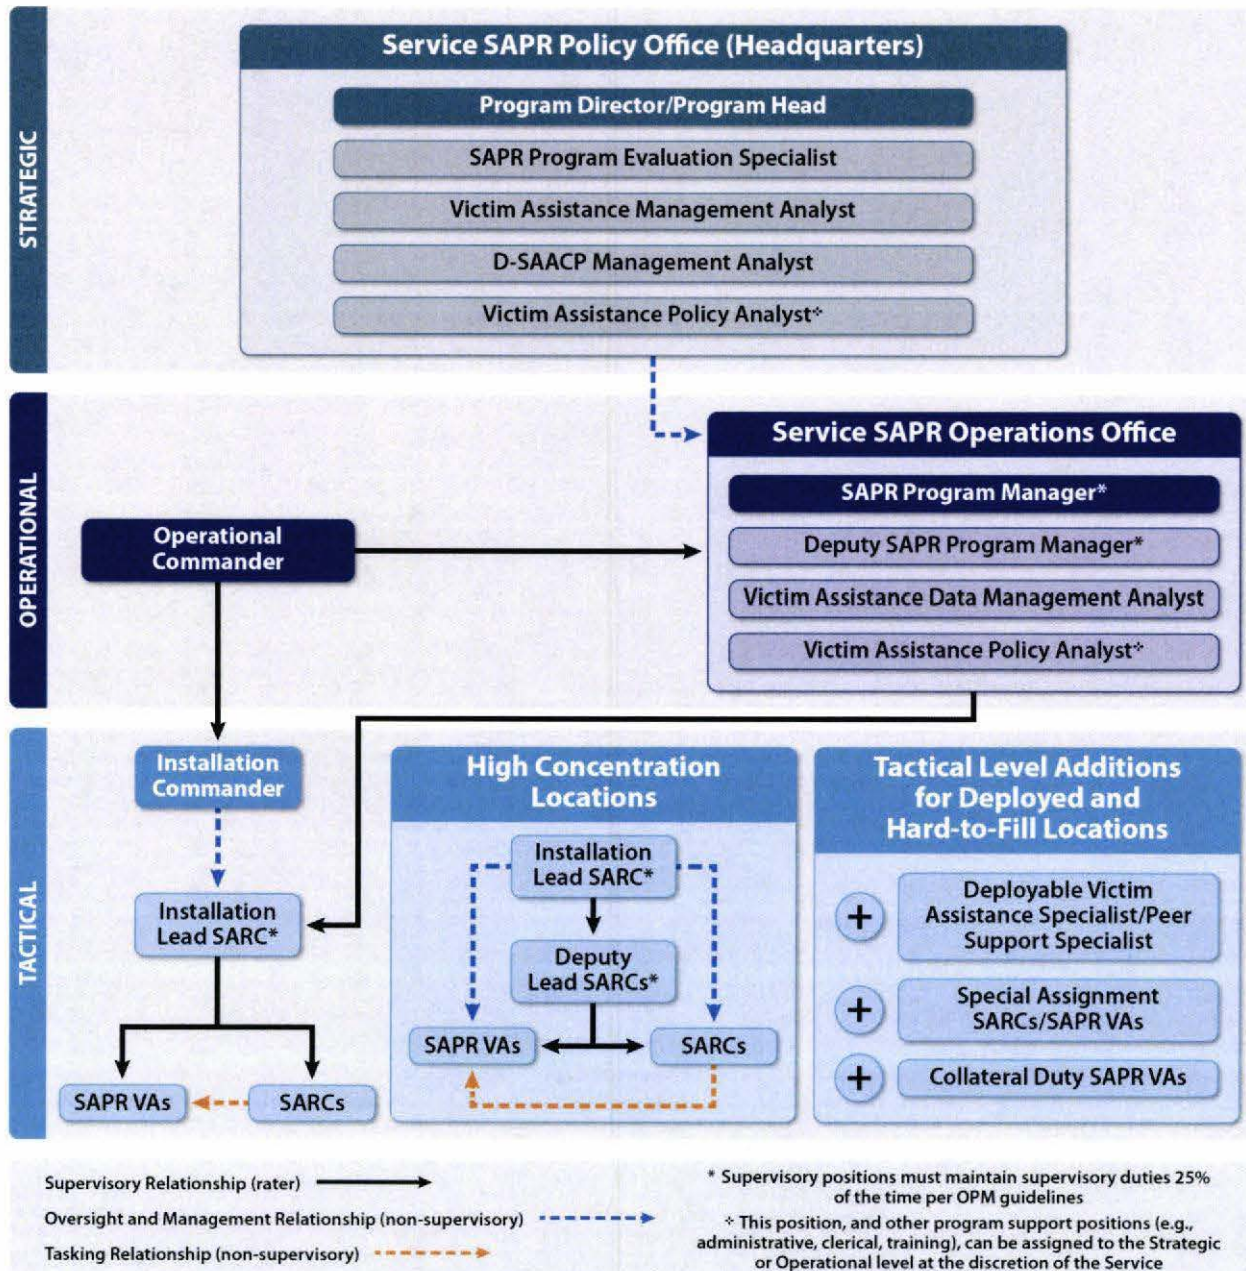 STRATEGIC
Service SAPR Policy Office (Headquarters)
Program Director/Program Head
SAPR Program Evaluation Specialist
Victim Assistance Management Analyst
D-SAACP Management Analyst
Victim Assistance Policy Analyst⁘
OPERATIONAL
Operational
Commander
Service SAPR Operations Office
SAPR Program Manager*
Deputy SAPR Program Manager*
Victim Assistance Data Management Analyst
Victim Assistance Policy Analyst⁘
TACTICAL
Installation
Commander
Installation
Lead SARC*
SAPR VAs
SARCs
High Concentration
Locations
Installation
Lead SARC*
Deputy
Lead SARCs*
SAPR VAs
SARCs
Tactical Level Additions
for Deployed and
Hard-to-Fill Locations
+
Deployable Victim
Assistance Specialist/Peer
Support Specialist
+
Special Assignment
SARCs/SAPR VAs
+
Collateral Duty SAPR VAs
Supervisory Relationship (rater)
Oversight and Management Relationship (non-supervisory)
Tasking Relationship (non-supervisory)
* Supervisory positions must maintain supervisory duties 25%
of the time per OPM guidelines
⁘ This position, and other program support positions (e.g.,
administrative, clerical, training), can be assigned to the Strategic
or Operational level at the discretion of the Service